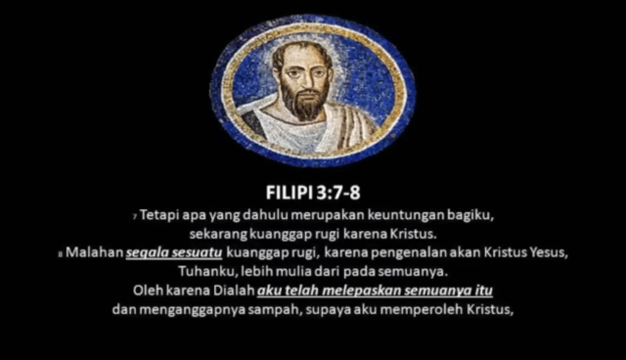 FILIPI 3:7-8
7 Tetapi apa yang dahulu merupakan keuntungan bagiku,
sekarang kuanggap rugi karena Kristus.
8 Malahan segala sesuatu kuanggap rugi, karena pengenalan akan Kristus Yesus,
Tuhanku, lebih mulia dari pada semuanya.
Oleh karena Dialah aku telah melepaskan semuanya itu
dan menganggapnya sampah, supaya aku memperoleh Kristus,